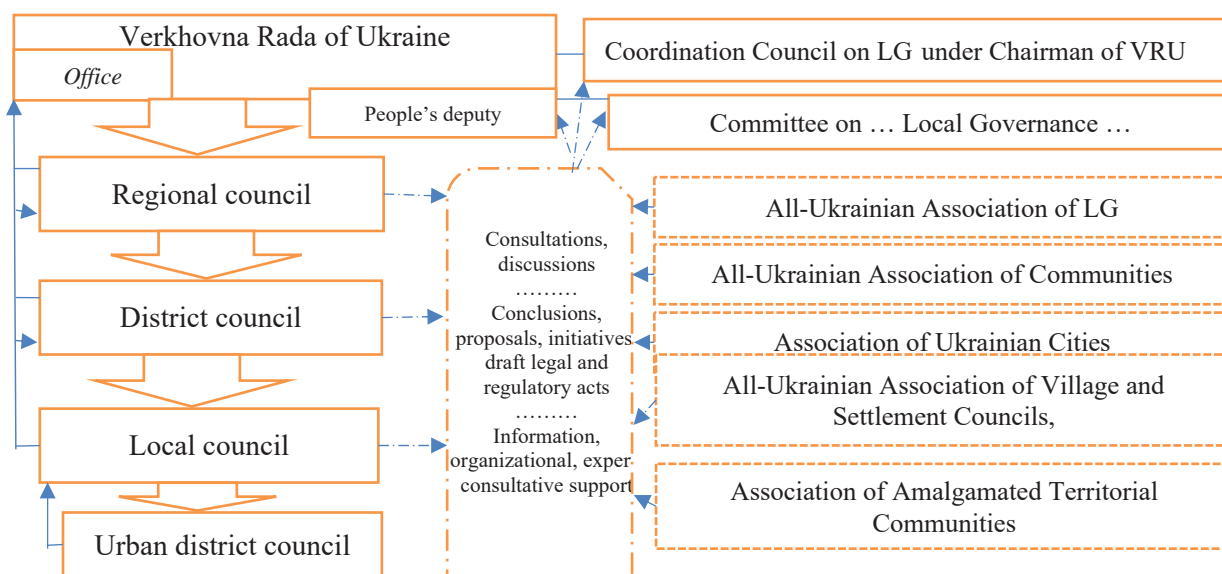 Verkhovna Rada of Ukraine
Office
People's deputy
Coordination Council on LG under Chairman of VRU
Committee on … Local Governance …
Regional council
District council
Local council
Urban district council
Consultations,
discussions
………
Conclusions,
proposals, initiatives
draft legal and
regulatory acts
………
Information,
organizational, exper
consultative support
All-Ukrainian Association of LG
All-Ukrainian Association of Communities
Association of Ukrainian Cities
All-Ukrainian Association of Village and
Settlement Councils,
Association of Amalgamated Territorial
Communities